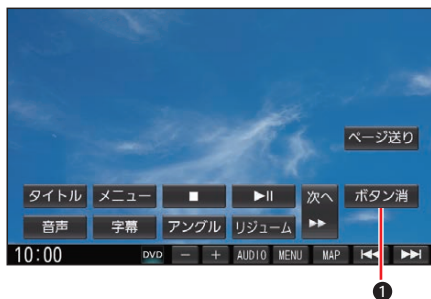 ページ送り
タイトル メニュー ■ ▶II 次へ ボタン消
音声 字幕 アングル リジューム ▶▶
10:00 DVD − + AUDIO MENU MAP I◀◀ ▶▶I
❶